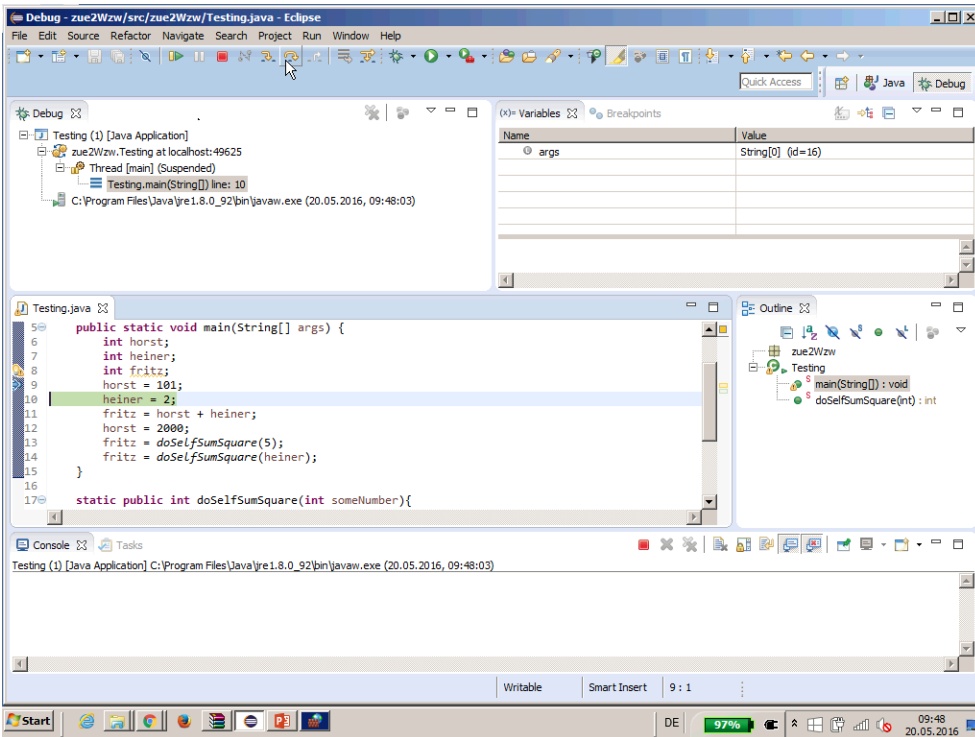 Debug - zue2Wzw/src/zue2Wzw/Testing.java - Eclipse
File Edit Source Refactor Navigate Search Project Run Window Help
Quick Access
Java
Debug
Debug
Testing (1) [Java Application]
zue2Wzw.Testing at localhost:49625
Thread [main] (Suspended)
Testing.main(String[]) line: 10
C:\Program Files\Java\jre1.8.0_92\bin\javaw.exe (20.05.2016, 09:48:03)
(x)= Variables Breakpoints
Name Value
args String[0] (id=16)
Testing.java
5 public static void main(String[] args) {
6 int horst;
7 int heiner;
8 int fritz;
9 horst = 101;
10 heiner = 2;
11 fritz = horst + heiner;
12 horst = 2000;
13 fritz = doSelfSumSquare(5);
14 fritz = doSelfSumSquare(heiner);
15 }
16
17 static public int doSelfSumSquare(int someNumber){
Outline
zue2Wzw
Testing
main(String[]) : void
doSelfSumSquare(int) : int
Console Tasks
Testing (1) [Java Application] C:\Program Files\Java\jre1.8.0_92\bin\javaw.exe (20.05.2016, 09:48:03)
Writable Smart Insert 9 : 1
Start
DE
97%
09:48
20.05.2016